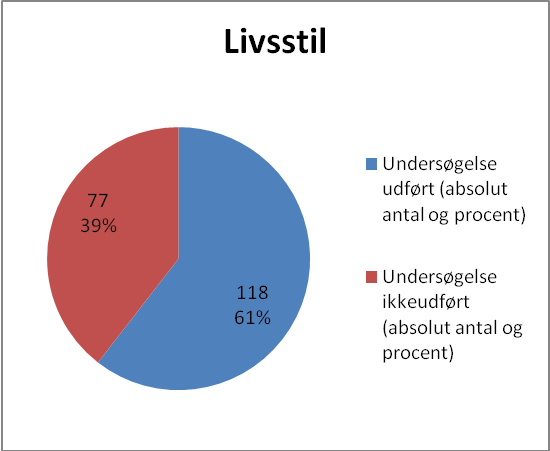 Livsstil
77
39%
118
61%
Undersøgelse
udført (absolut
antal og procent)
Undersøgelse
ikkeudført
(absolut antal og
procent)